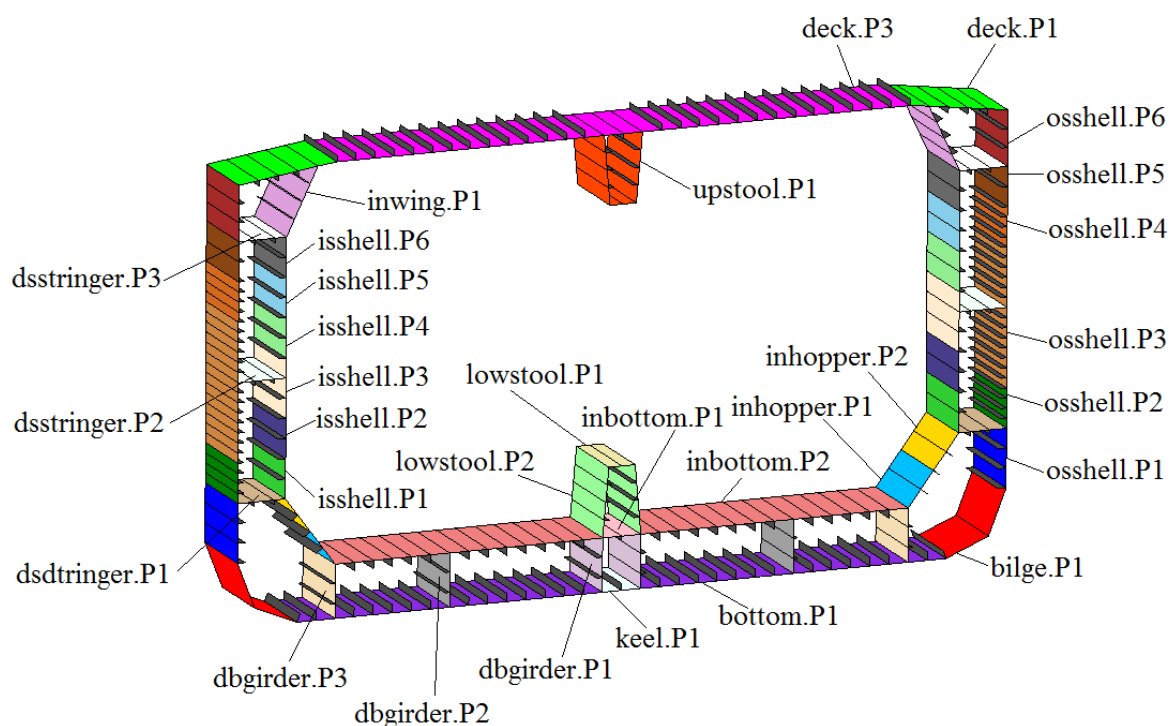 deck.P3
deck.P1
osshell.P6
osshell.P5
upstool.P1
inwing.P1
osshell.P4
isshell.P6
dsstringer.P3
isshell.P5
isshell.P4
osshell.P3
inhopper.P2
isshell.P3
lowstool.P1
osshell.P2
inhopper.P1
inbottom.P1
dsstringer.P2
isshell.P2
lowstool.P2
inbottom.P2
osshell.P1
isshell.P1
dsdtringer.P1
bilge.P1
bottom.P1
keel.P1
dbgirder.P1
dbgirder.P3
dbgirder.P2